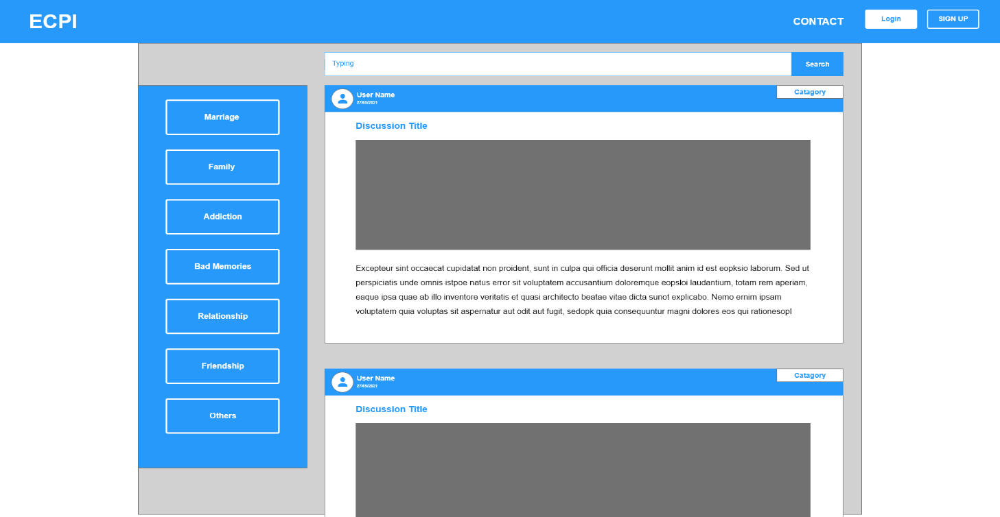 ECPI
CONTACT
Login
SIGN UP
Typing
Search
Marriage
Family
Addiction
Bad Memories
Relationship
Friendship
Others
User Name
27/05/2021
Catagory
Discussion Title
Excepteur sint occaecat cupidatat non proident, sunt in culpa qui officia deserunt mollit anim id est eopksio laborum. Sed ut
perspiciatis unde omnis istpoe natus error sit voluptatem accusantium doloremque eopsloi laudantium, totam rem aperiam,
eaque ipsa quae ab illo inventore veritatis et quasi architecto beatae vitae dicta sunot explicabo. Nemo ernim ipsam
voluptatem quia voluptas sit aspernatur aut odit aut fugit, sedopk quia consequuntur magni dolores eos qui rationesopl
User Name
27/05/2021
Catagory
Discussion Title